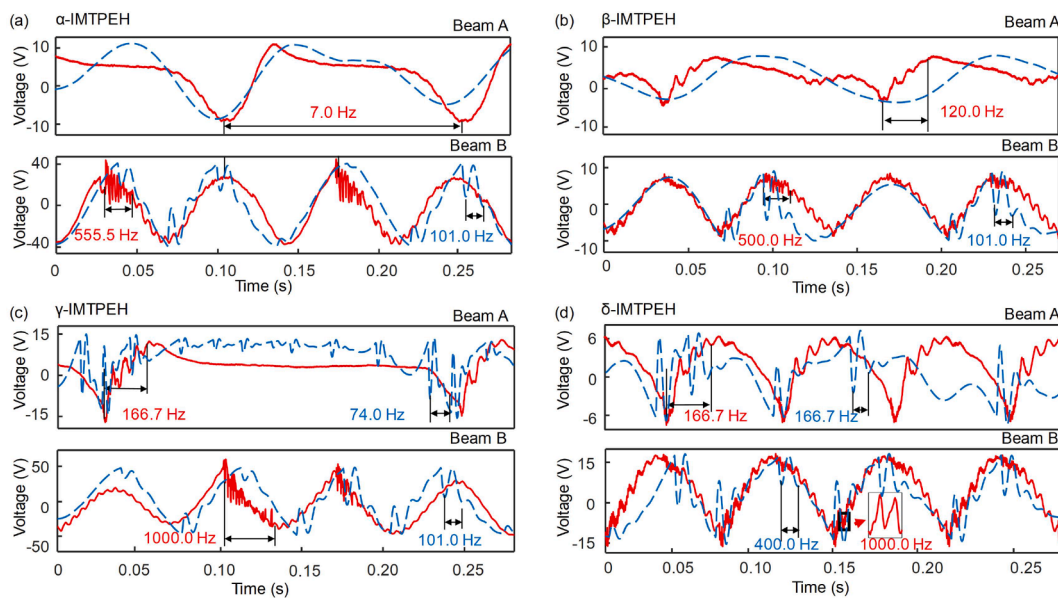 (a) α-IMTPEH Beam A
Voltage (V)
10
0
-10
7.0 Hz
Beam B
Voltage (V)
40
0
-40
555.5 Hz
101.0 Hz
0 0.05 0.10 0.15 0.20 0.25
Time (s)
(b) β-IMTPEH Beam A
Voltage (V)
10
0
-10
120.0 Hz
Beam B
Voltage (V)
10
0
-10
500.0 Hz
101.0 Hz
0 0.05 0.10 0.15 0.20 0.25
Time (s)
(c) γ-IMTPEH Beam A
Voltage (V)
15
0
-15
166.7 Hz
74.0 Hz
Beam B
Voltage (V)
50
0
-50
1000.0 Hz
101.0 Hz
0 0.05 0.10 0.15 0.20 0.25
Time (s)
(d) δ-IMTPEH Beam A
Voltage (V)
6
0
-6
166.7 Hz
166.7 Hz
Beam B
Voltage (V)
15
0
-15
400.0 Hz
1000.0 Hz
0 0.05 0.10 0.15 0.20 0.25
Time (s)